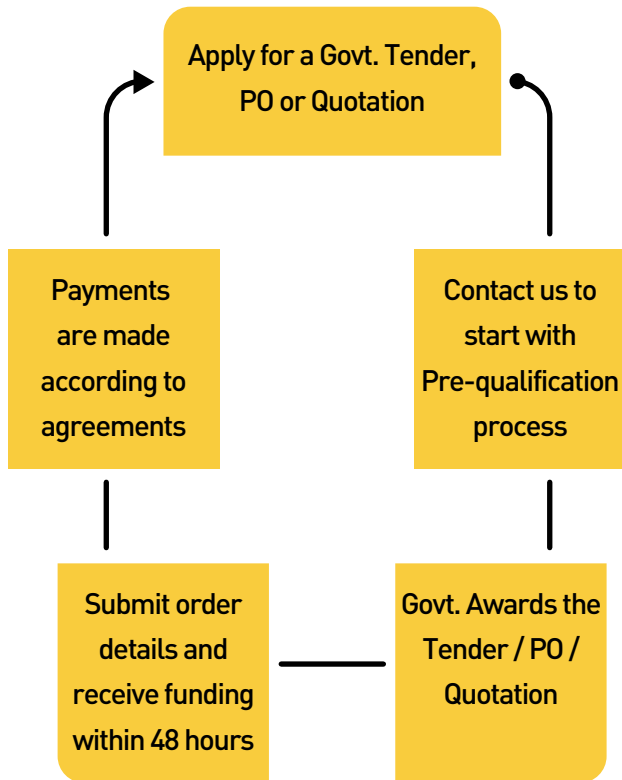 Apply for a Govt. Tender,
PO or Quotation
Contact us to
start with
Pre-qualification
process
Govt. Awards the
Tender / PO /
Quotation
Submit order
details and
receive funding
within 48 hours
Payments
are made
according to
agreements